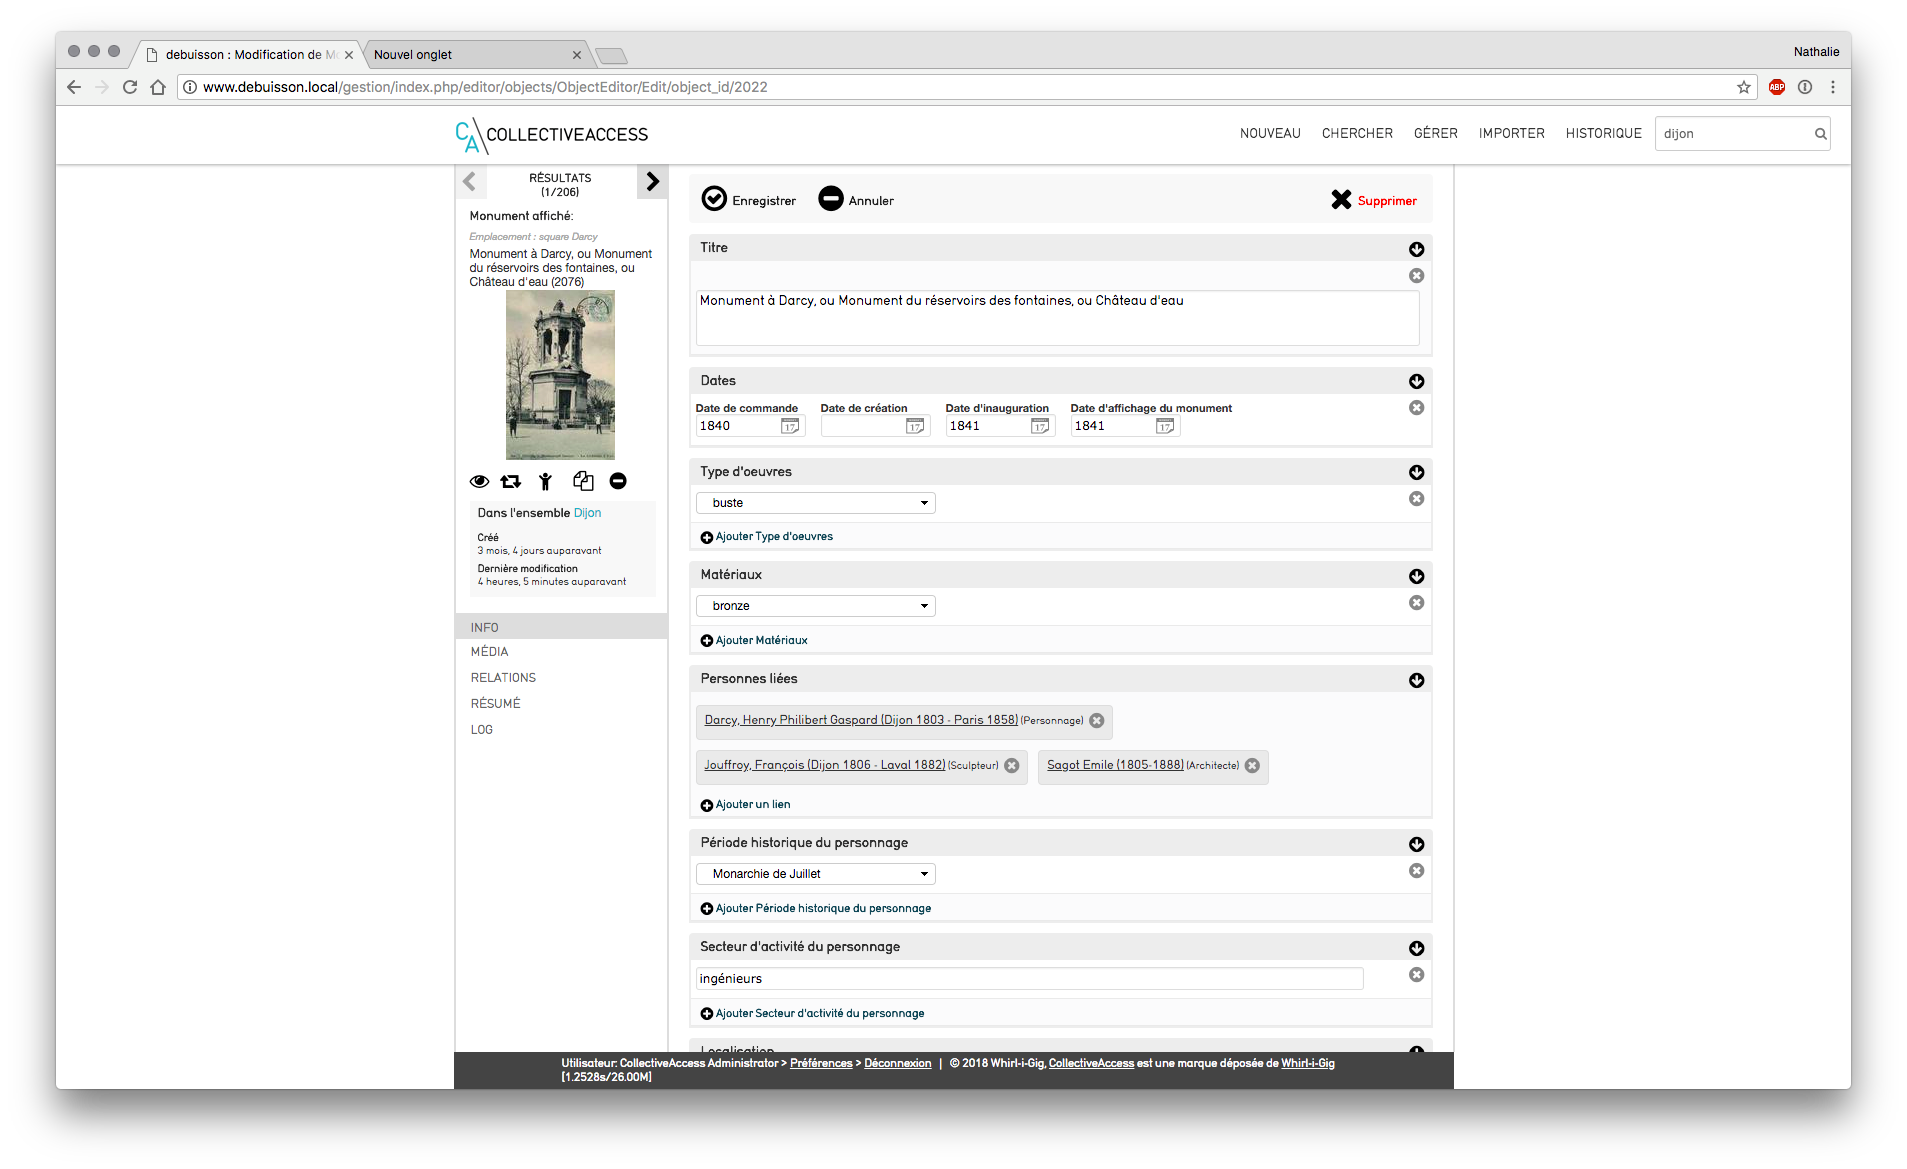 debuisson : Modification de Mo
Nouvel onglet
Nathalie
www.debuisson.local/gestion/index.php/editor/objects/ObjectEditor/Edit/object_id/2022
ABP
CA COLLECTIVEACCESS
NOUVEAU
CHERCHER
GÉRER
IMPORTER
HISTORIQUE
dijon
RÉSULTATS
(1/206)
Monument affiché:
Emplacement : square Darcy
Monument à Darcy, ou Monument
du réservoirs des fontaines, ou
Château d'eau (2076)
Dans l'ensemble Dijon
Créé
3 mois, 4 jours auparavant
Dernière modification
4 heures, 5 minutes auparavant
INFO
MÉDIA
RELATIONS
RÉSUMÉ
LOG
Enregistrer
Annuler
Supprimer
Titre
Monument à Darcy, ou Monument du réservoirs des fontaines, ou Château d'eau
Dates
Date de commande
Date de création
Date d'inauguration
Date d'affichage du monument
1840
17
17
1841
17
1841
17
Type d'oeuvres
buste
Ajouter Type d'oeuvres
Matériaux
bronze
Ajouter Matériaux
Personnes liées
Darcy, Henry Philibert Gaspard (Dijon 1803 - Paris 1858) (Personnage)
Jouffroy, François (Dijon 1806 - Laval 1882) (Sculpteur)
Sagot Emile (1805-1888) (Architecte)
Ajouter un lien
Période historique du personnage
Monarchie de Juillet
Ajouter Période historique du personnage
Secteur d'activité du personnage
ingénieurs
Ajouter Secteur d'activité du personnage
Localisation
Utilisateur: CollectiveAccess Administrator > Préférences > Déconnexion | © 2018 Whirl-i-Gig, CollectiveAccess est une marque déposée de Whirl-i-Gig
[1.2528s/26.00M]